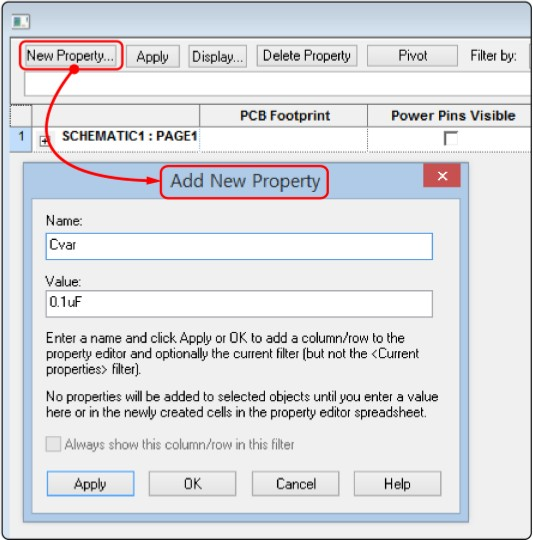 New Property... Apply Display... Delete Property Pivot Filter by:
PCB Footprint Power Pins Visible
1 SCHEMATIC1 : PAGE1
Add New Property
Name:
Cvar
Value:
0.1uF
Enter a name and click Apply or OK to add a column/row to the
property editor and optionally the current filter (but not the <Current
properties> filter).
No properties will be added to selected objects until you enter a value
here or in the newly created cells in the property editor spreadsheet.
Always show this column/row in this filter
Apply OK Cancel Help